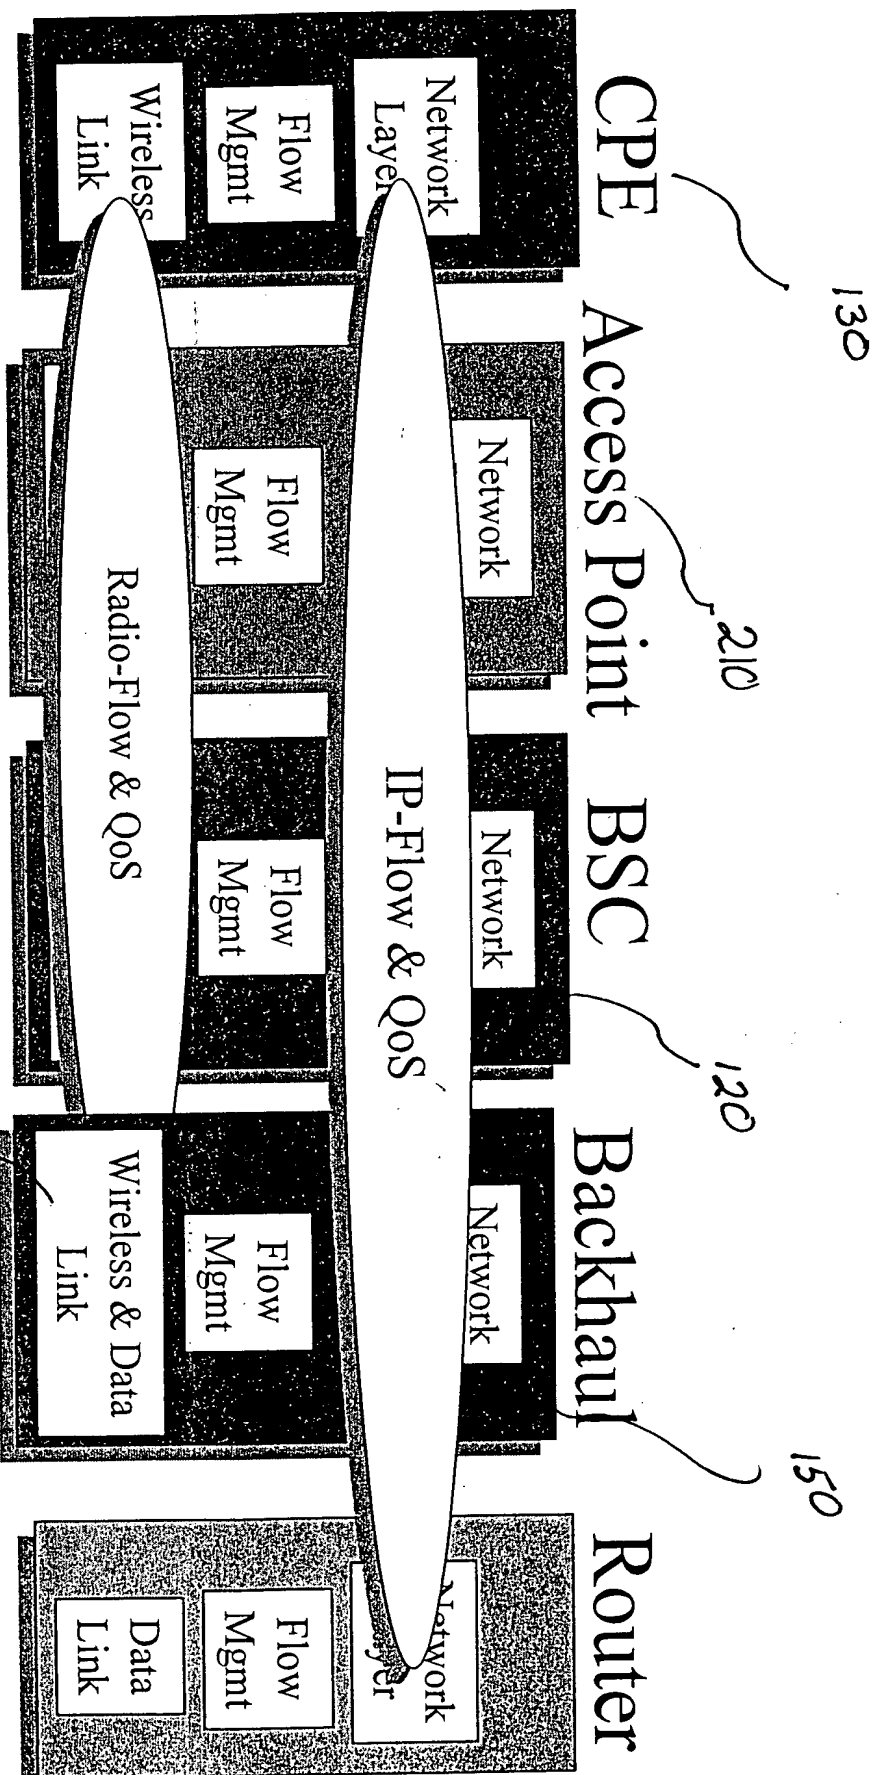 130
210
120
150
CPE
Access Point
BSC
Backhaul
Router
Network
Layer
Network
Network
Network
Network
IP-Flow & QoS
Flow
Mgmt
Flow
Mgmt
Flow
Mgmt
Flow
Mgmt
Flow
Mgmt
Wireless
Link
Radio-Flow & QoS
Wireless & Data
Link
Data
Link